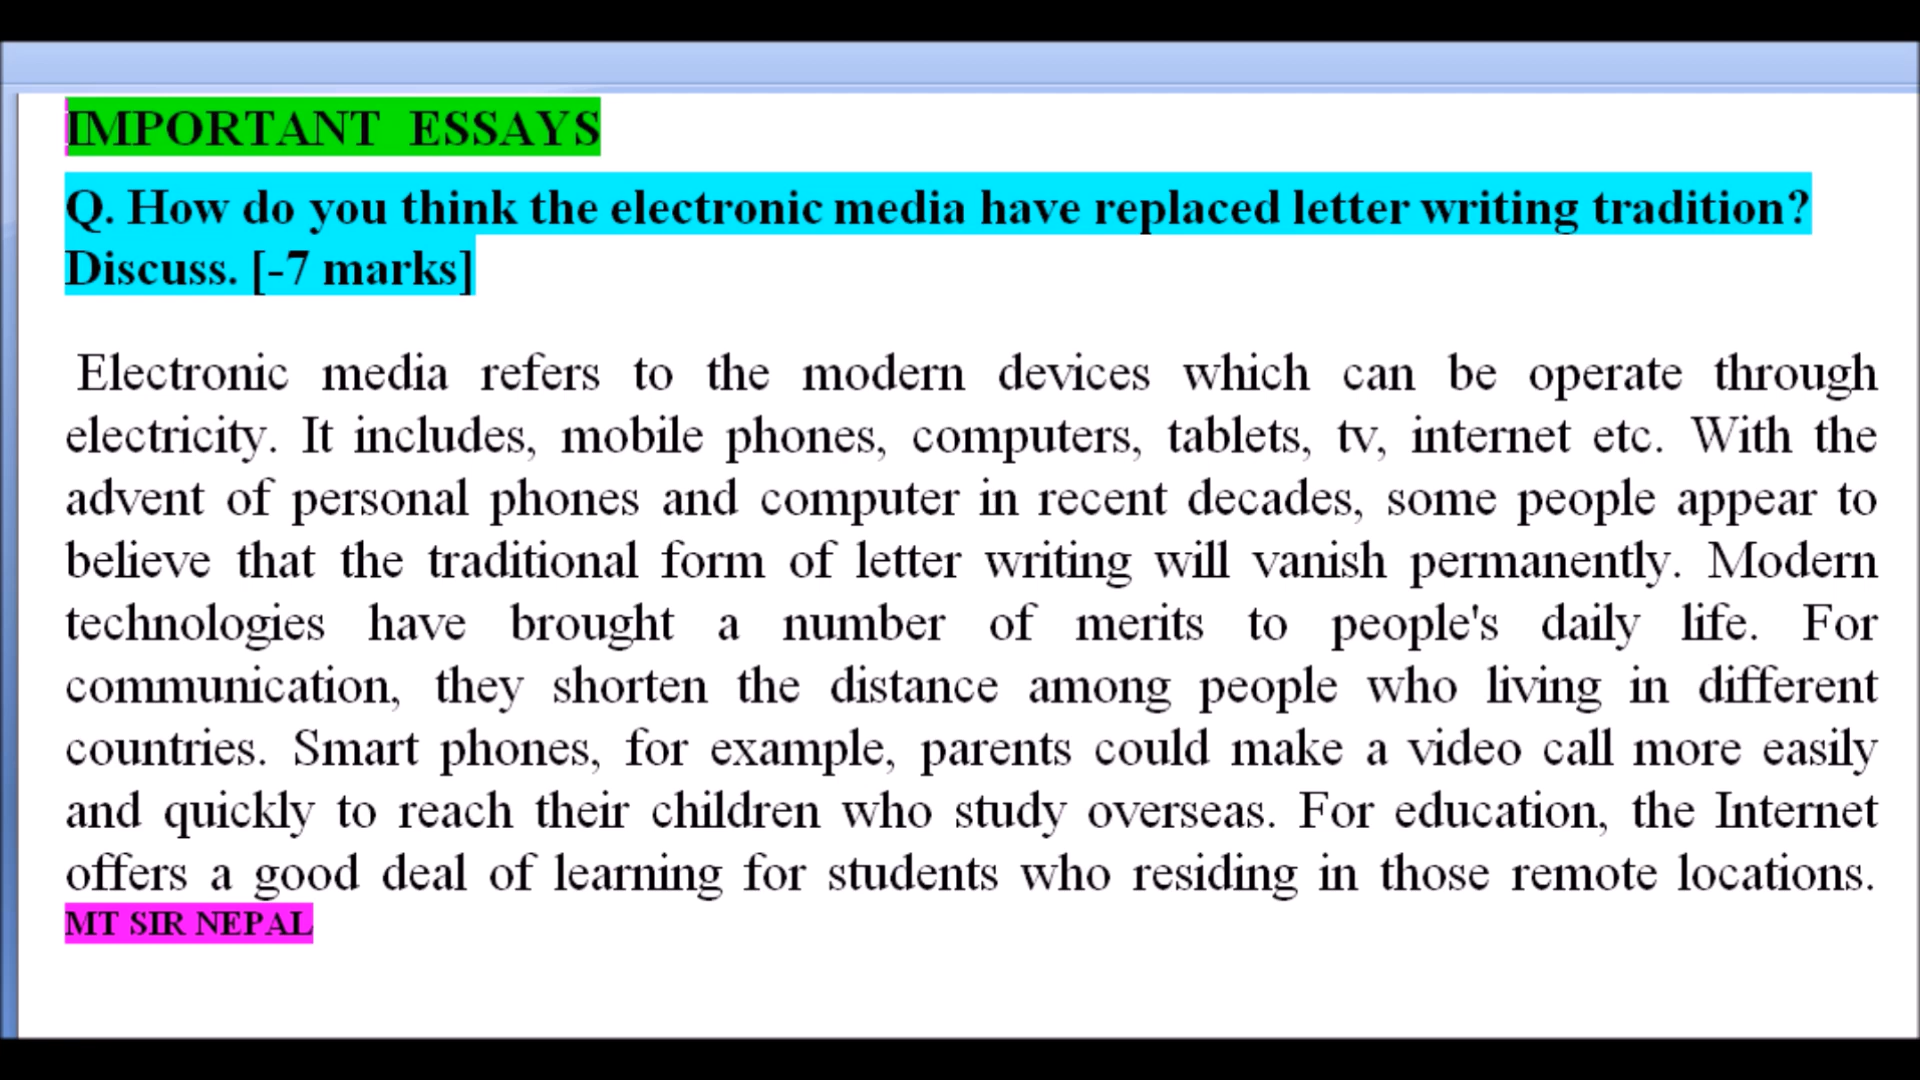 IMPORTANT ESSAYS
Q. How do you think the electronic media have replaced letter writing tradition?
Discuss. [-7 marks]
Electronic media refers to the modern devices which can be operate through
electricity. It includes, mobile phones, computers, tablets, tv, internet etc. With the
advent of personal phones and computer in recent decades, some people appear to
believe that the traditional form of letter writing will vanish permanently. Modern
technologies have brought a number of merits to people's daily life. For
communication, they shorten the distance among people who living in different
countries. Smart phones, for example, parents could make a video call more easily
and quickly to reach their children who study overseas. For education, the Internet
offers a good deal of learning for students who residing in those remote locations.
MT SIR NEPAL